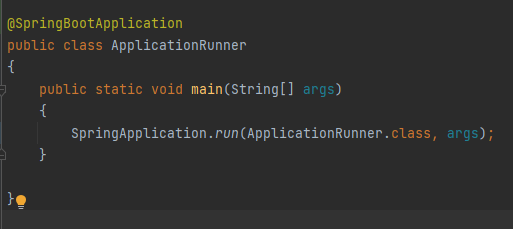 @SpringBootApplication
public class ApplicationRunner
{
    public static void main(String[] args)
    {
        SpringApplication.run(ApplicationRunner.class, args);
    }
}